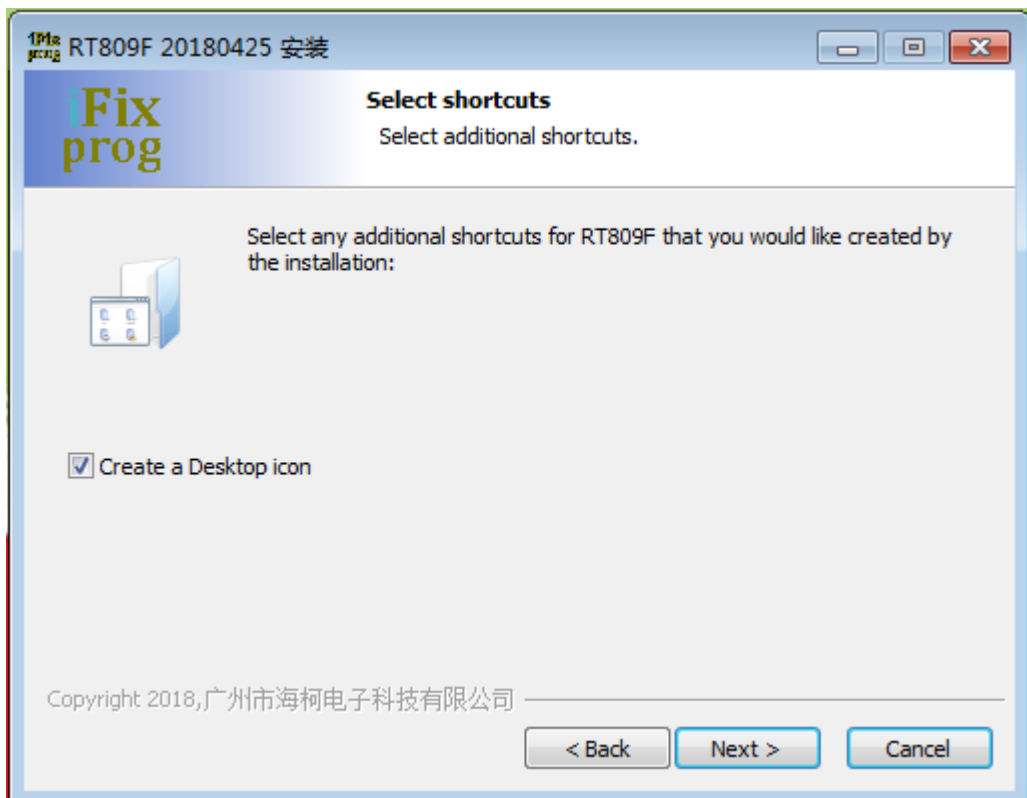 RT809F 20180425 安装
iFix
prog
Select shortcuts
Select additional shortcuts.
Select any additional shortcuts for RT809F that you would like created by
the installation:
Create a Desktop icon
Copyright 2018,广州市海柯电子科技有限公司
< Back
Next >
Cancel